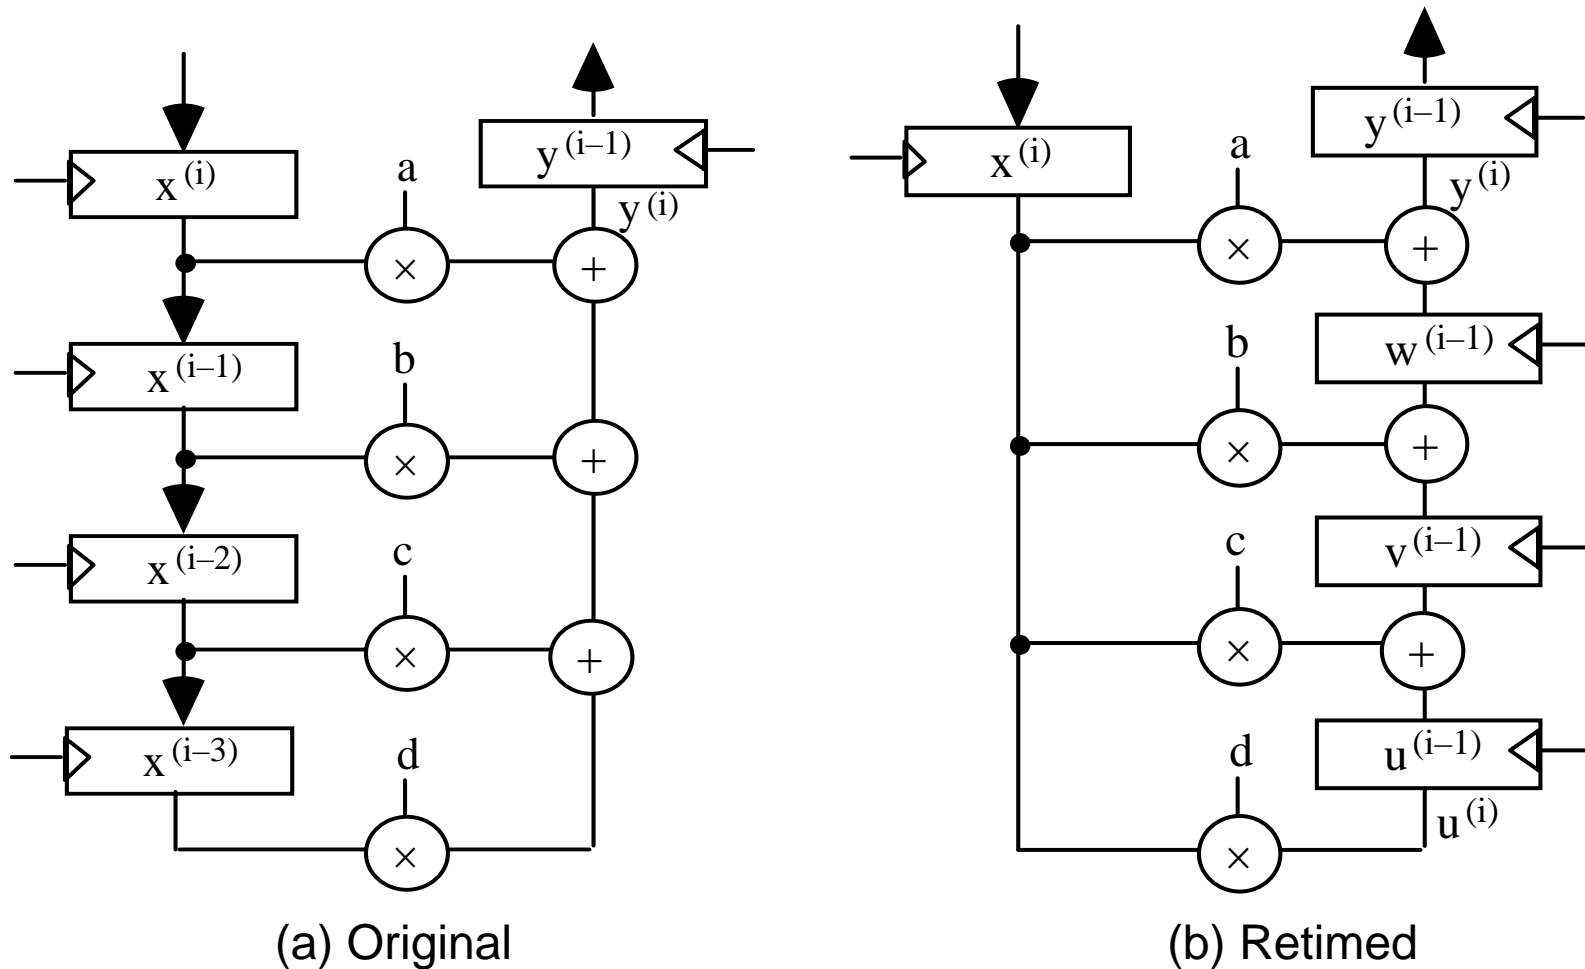 x(i)
a
y(i–1)
y(i)
×
+
x(i–1)
b
×
+
x(i–2)
c
×
+
x(i–3)
d
×
(a) Original
x(i)
a
y(i–1)
y(i)
×
+
b
w(i–1)
×
+
c
v(i–1)
×
+
d
u(i–1)
u(i)
×
(b) Retimed